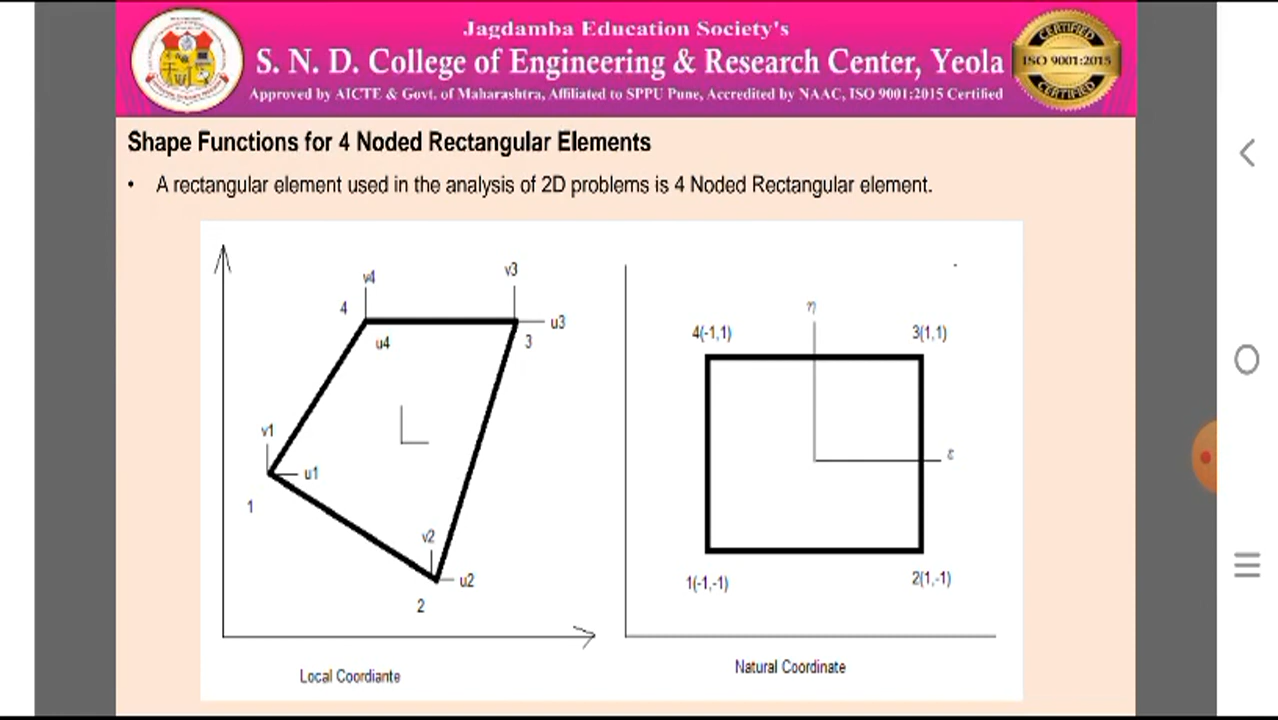 Jagdamba Education Society's
S. N. D. College of Engineering & Research Center, Yeola
Approved by AICTE & Govt. of Maharashtra, Affiliated to SPPU Pune, Accredited by NAAC, ISO 9001:2015 Certified
CERTIFIED
ISO 9001:2015
CERTIFIED
Shape Functions for 4 Noded Rectangular Elements
• A rectangular element used in the analysis of 2D problems is 4 Noded Rectangular element.
v4
v3
4
u3
u4
3
v1
u1
1
v2
u2
2
Local Coordiante
η
4(-1,1)
3(1,1)
ε
1(-1,-1)
2(1,-1)
Natural Coordinate